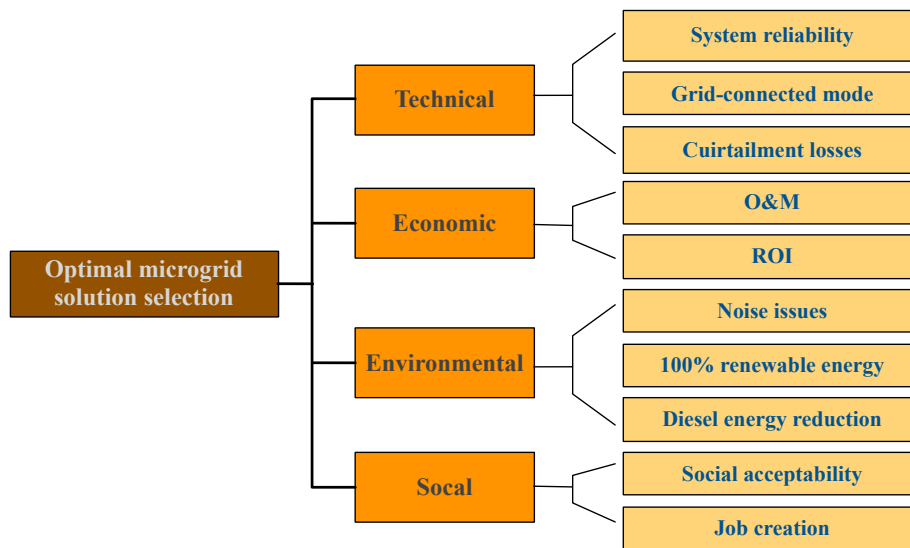 Optimal microgrid
solution selection
Technical
System reliability
Grid-connected mode
Cuirtailment losses
Economic
O&M
ROI
Environmental
Noise issues
100% renewable energy
Diesel energy reduction
Socal
Social acceptability
Job creation